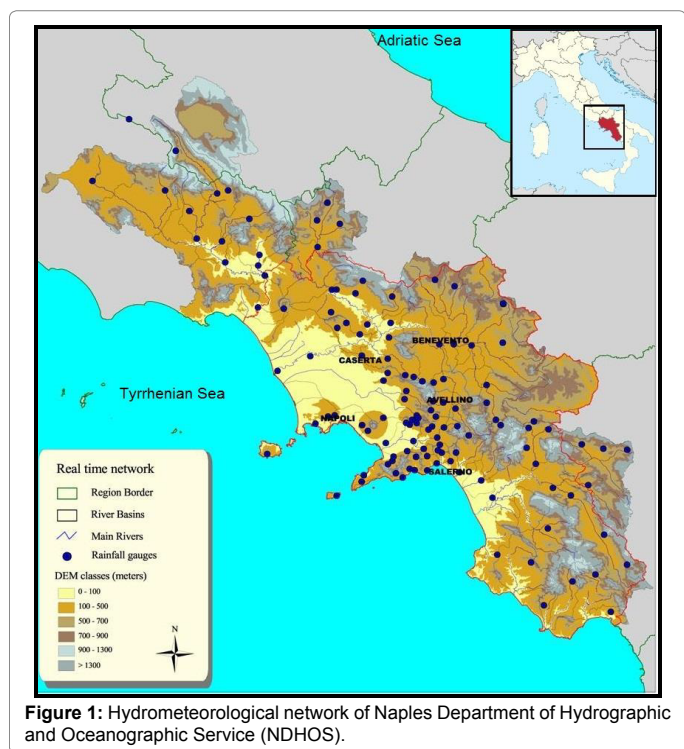 Adriatic Sea
BENEVENTO
CASERTA
Tyrrhenian Sea
AVELLINO
NAPOLI
SALERNO
Real time network
Region Border
River Basins
Main Rivers
Rainfall gauges
DEM classes (meters)
0 - 100
100 - 500
500 - 700
700 - 900
900 - 1300
> 1300
N
Figure 1: Hydrometeorological network of Naples Department of Hydrographic
and Oceanographic Service (NDHOS).